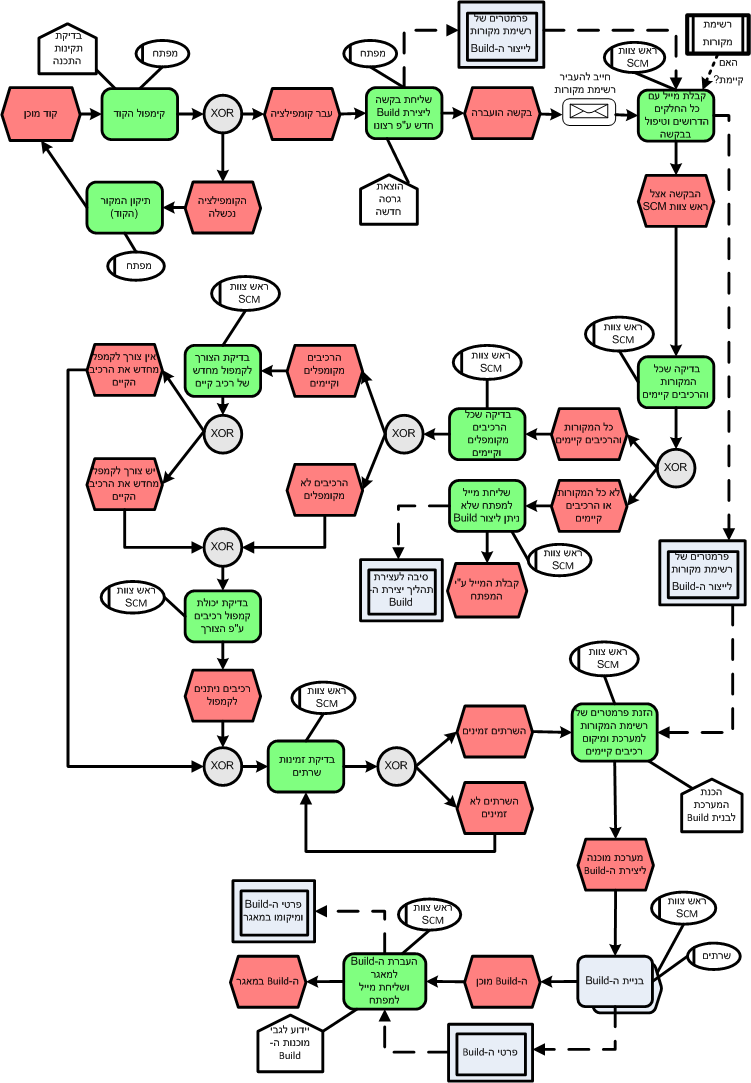 בדיקת
תקינות
התכנה
מפתח
קוד מוכן
קימפול הקוד
XOR
עבר קומפילציה
הקומפילציה
נכשלה
תיקון המקור
(הקוד)
מפתח
מפתח
שליחת בקשה
ליצירת Build
חדש ע"פ רצונו
הוצאת
גרסה
חדשה
בקשה הועברה
פרמטרים של
רשימת מקורות
לייצור ה-Build
חייב להעביר
רשימת מקורות
ראש צוות
SCM
רשימת
מקורות
האם
קיימת?
קבלת מייל עם
כל החלקים
הדרושים וטיפול
בבקשה
הבקשה אצל
ראש צוות SCM
ראש צוות
SCM
בדיקה שכל
המקורות
והרכיבים קיימים
XOR
כל המקורות
והרכיבים קיימים
לא כל המקורות
או הרכיבים
קיימים
ראש צוות
SCM
בדיקה שכל
הרכיבים
מקומפלים
וקיימים
שליחת מייל
למפתח שלא
ניתן ליצור Build
ראש צוות
SCM
קבלת המייל ע"י
המפתח
סיבה לעצירת
תהליך יצירת ה-
Build
XOR
הרכיבים
מקומפלים
וקיימים
הרכיבים לא
מקומפלים
ראש צוות
SCM
בדיקת הצורך
לקמפול מחדש
של רכיב קיים
XOR
אין צורך לקמפל
מחדש את הרכיב
הקיים
יש צורך לקמפל
מחדש את הרכיב
הקיים
XOR
ראש צוות
SCM
בדיקת יכולת
קמפול רכיבים
ע"פ הצורך
רכיבים ניתנים
לקמפול
XOR
ראש צוות
SCM
בדיקת זמינות
שרתים
XOR
השרתים זמינים
השרתים לא
זמינים
פרמטרים של
רשימת מקורות
לייצור ה-Build
ראש צוות
SCM
הזנת פרמטרים של
רשימת המקורות
למערכת ומיקום
רכיבים קיימים
הכנת
המערכת
לבנית Build
מערכת מוכנה
ליצירת ה-Build
ראש צוות
SCM
שרתים
בניית ה-Build
ה-Build מוכן
פרטי ה-Build
ראש צוות
SCM
העברת ה-Build
למאגר
ושליחת מייל
למפתח
פרטי ה-Build
ומיקומו במאגר
ה-Build במאגר
יידוע לגבי
מוכנות ה-
Build